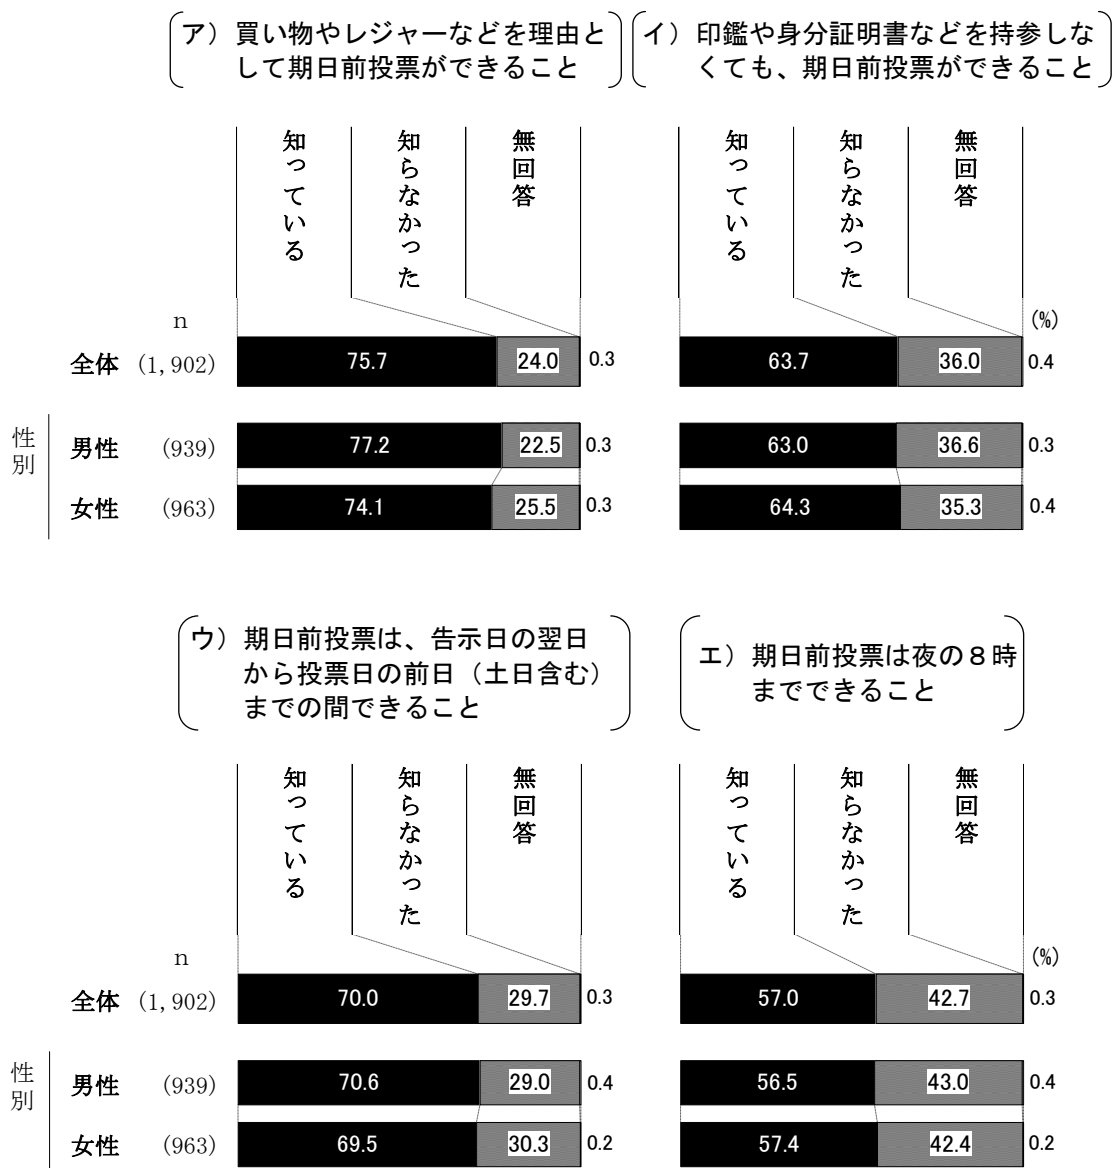 ア）買い物やレジャーなどを理由と
して期日前投票ができること
イ）印鑑や身分証明書などを持参しな
くても、期日前投票ができること
知っている
知らなかった
無回答
知っている
知らなかった
無回答
n
(%)
全体 (1,902) 75.7 24.0 0.3 63.7 36.0 0.4
性別
男性 (939) 77.2 22.5 0.3 63.0 36.6 0.3
女性 (963) 74.1 25.5 0.3 64.3 35.3 0.4
ウ）期日前投票は、告示日の翌日
から投票日の前日（土日含む）
までの間できること
エ）期日前投票は夜の８時
までできること
知っている
知らなかった
無回答
知っている
知らなかった
無回答
n
(%)
全体 (1,902) 70.0 29.7 0.3 57.0 42.7 0.3
性別
男性 (939) 70.6 29.0 0.4 56.5 43.0 0.4
女性 (963) 69.5 30.3 0.2 57.4 42.4 0.2